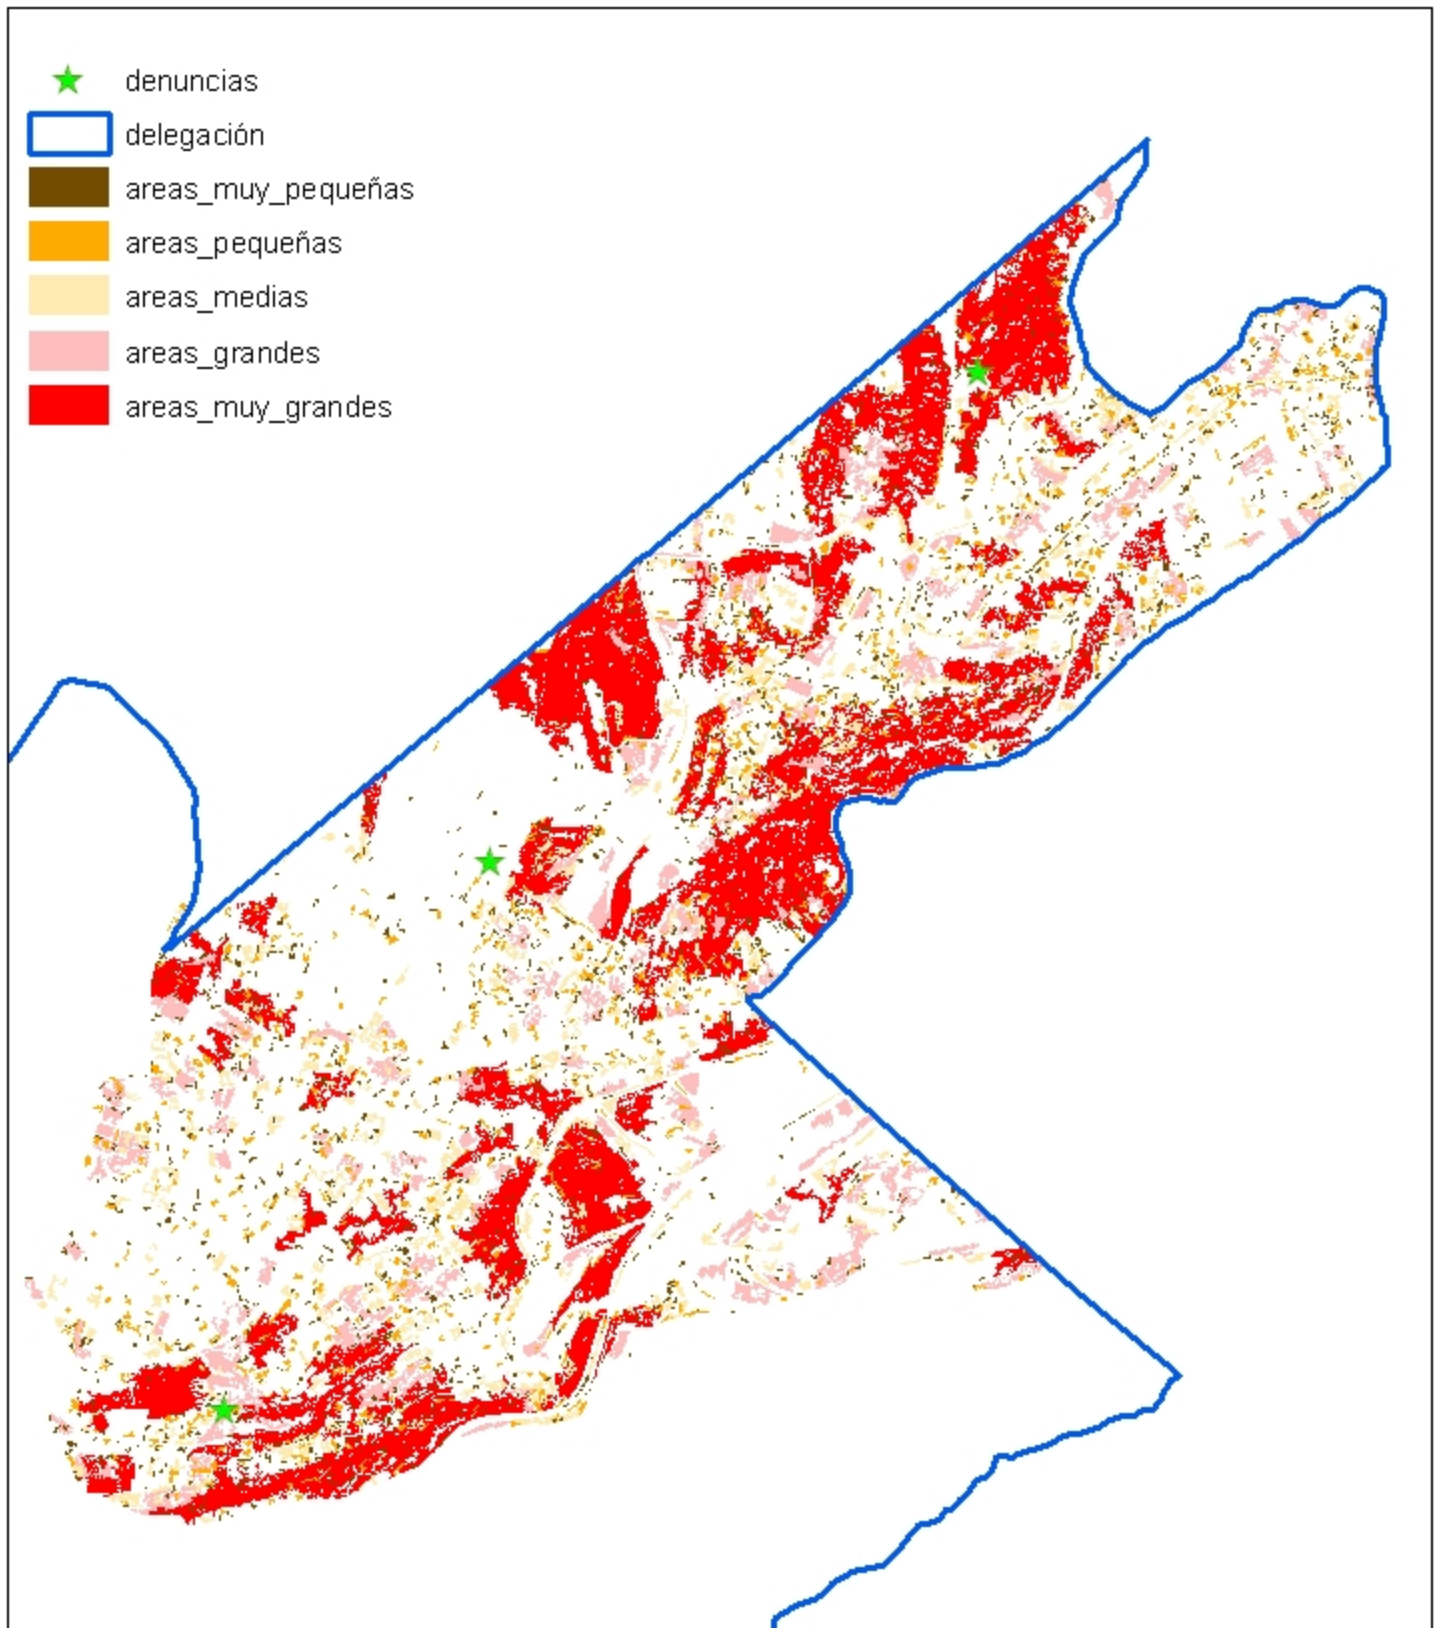 denuncias
delegación
areas_muy_pequeñas
areas_pequeñas
areas_medias
areas_grandes
areas_muy_grandes